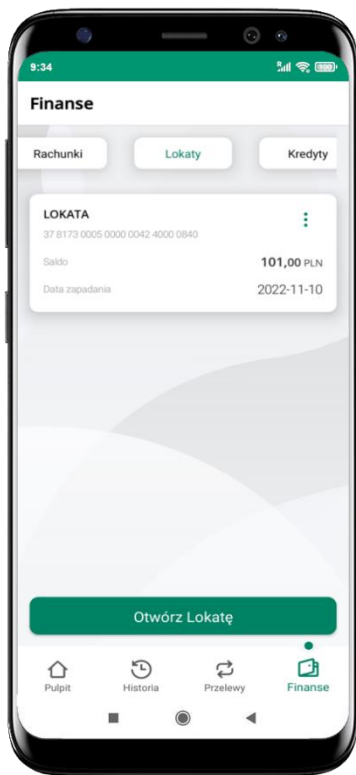 9:34
Finanse
Rachunki Lokaty Kredyty
LOKATA
37 8173 0005 0000 0042 4000 0840
Saldo 101,00 PLN
Data zapadania 2022-11-10
Otwórz Lokatę
Pulpit Historia Przelewy Finanse